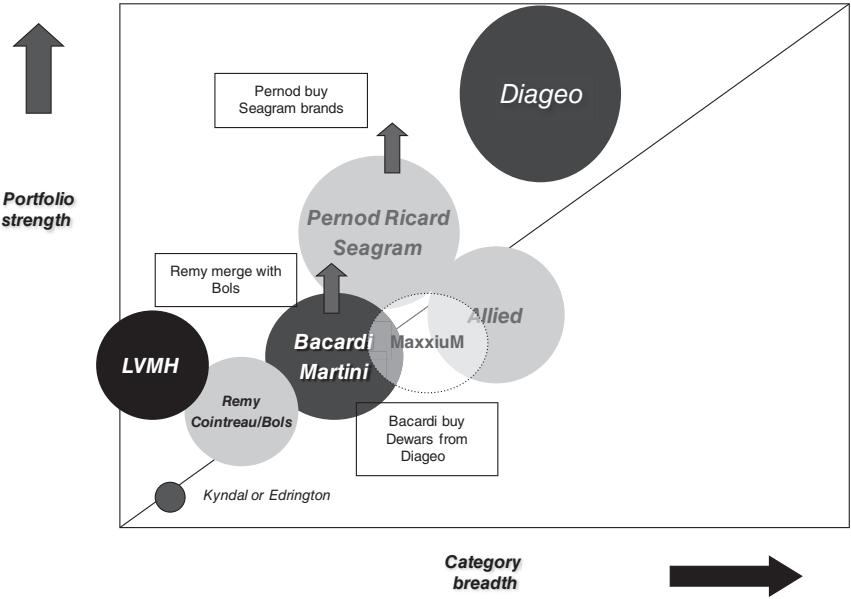 Diageo
Pernod buy
Seagram brands
Portfolio
strength
Pernod Ricard
Seagram
Remy merge with
Bols
Allied
Bacardi
Martini
MaxxiuM
LVMH
Remy
Cointreau/Bols
Bacardi buy
Dewars from
Diageo
Kyndal or Edrington
Category
breadth